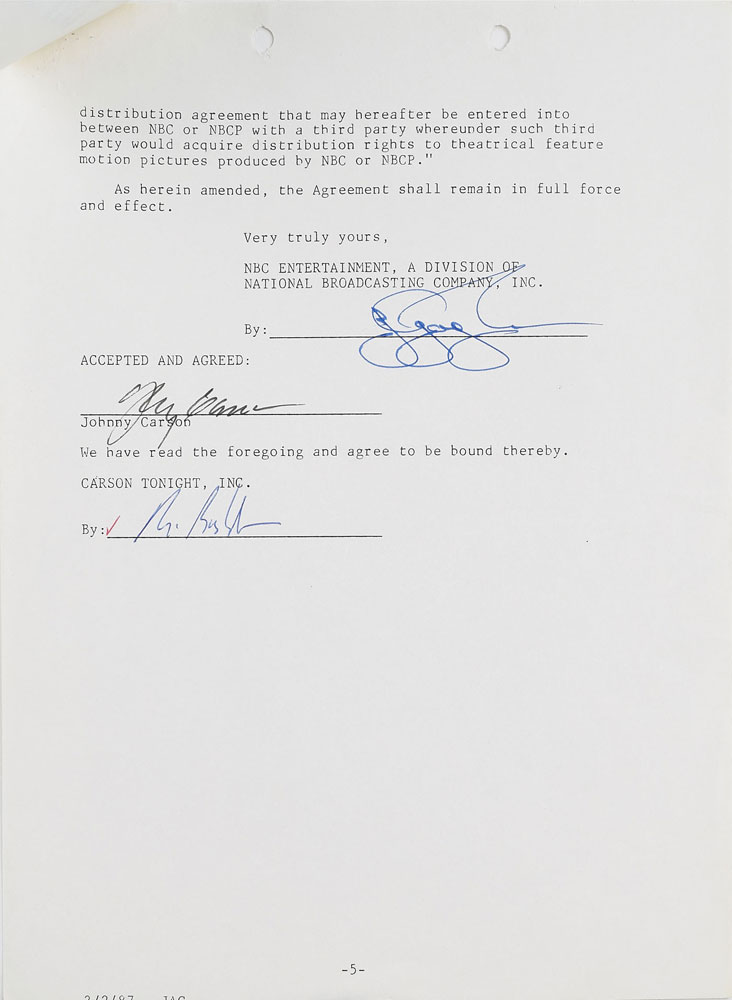 distribution agreement that may hereafter be entered into
between NBC or NBCP with a third party whereunder such third
party would acquire distribution rights to theatrical feature
motion pictures produced by NBC or NBCP."
As herein amended, the Agreement shall remain in full force
and effect.
Very truly yours,
NBC ENTERTAINMENT, A DIVISION OF
NATIONAL BROADCASTING COMPANY, INC.
By:
ACCEPTED AND AGREED:
Johnny Carson
We have read the foregoing and agree to be bound thereby.
CARSON TONIGHT, INC.
By:
-5-